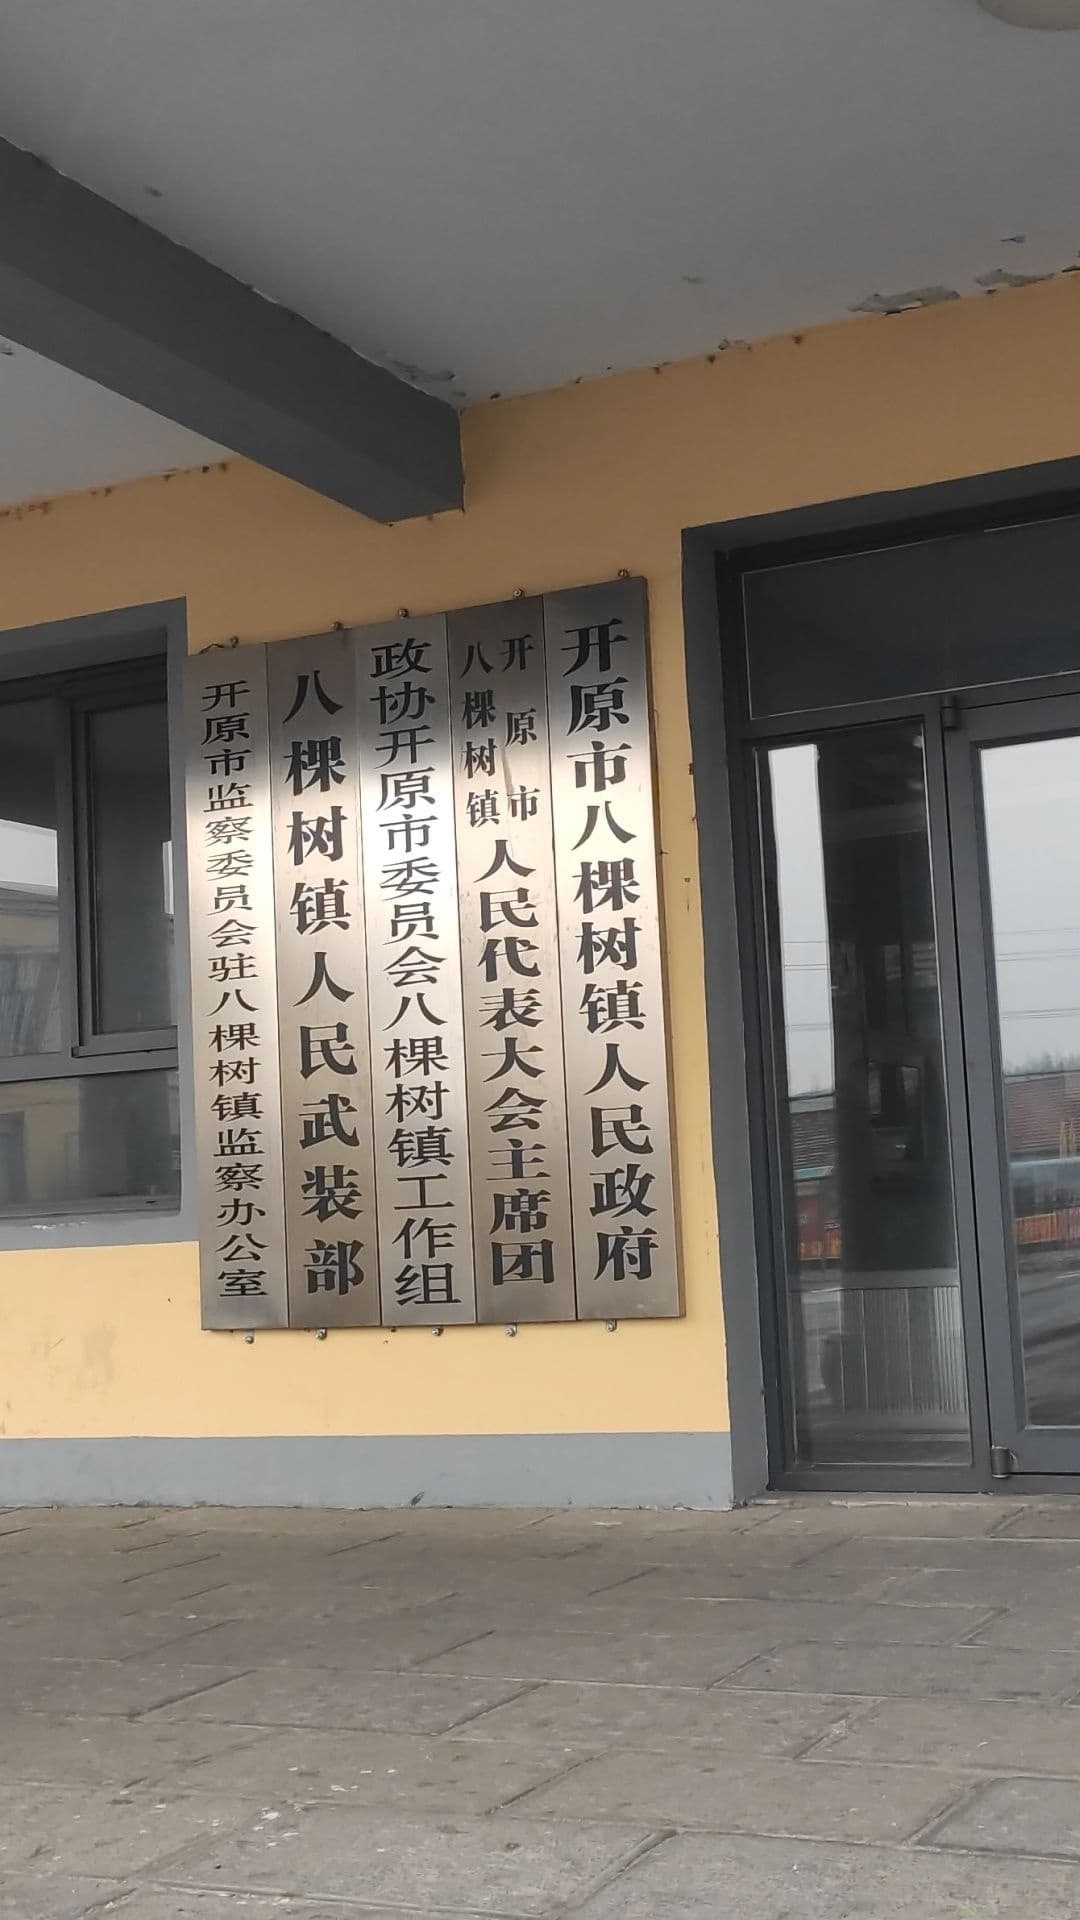 开原市八棵树镇人民政府
开原市
八棵树镇
人民代表大会主席团
政协开原市委员会八棵树镇工作组
八棵树镇人民武装部
开原市监察委员会驻八棵树镇监察办公室